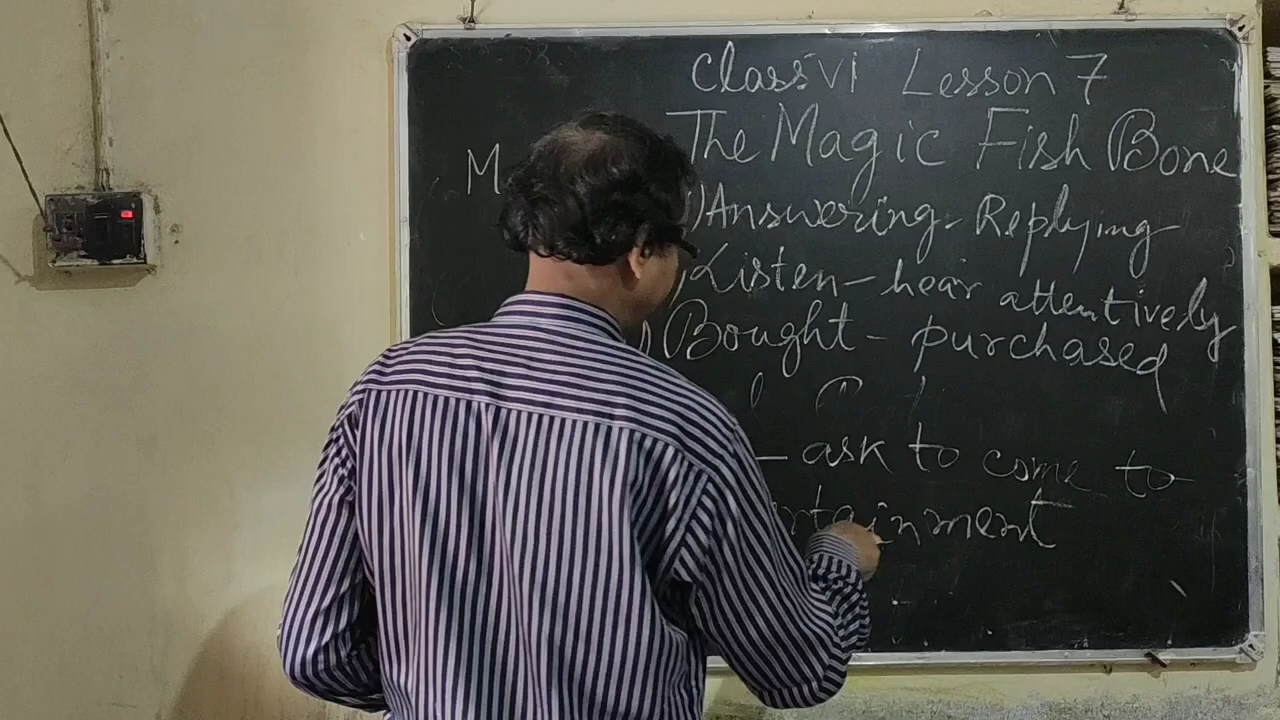 Class VI Lesson 7
The Magic Fish Bone
M
1) Answering - Replying
Listen - hear attentively
) Bought - purchased
- ask to come to